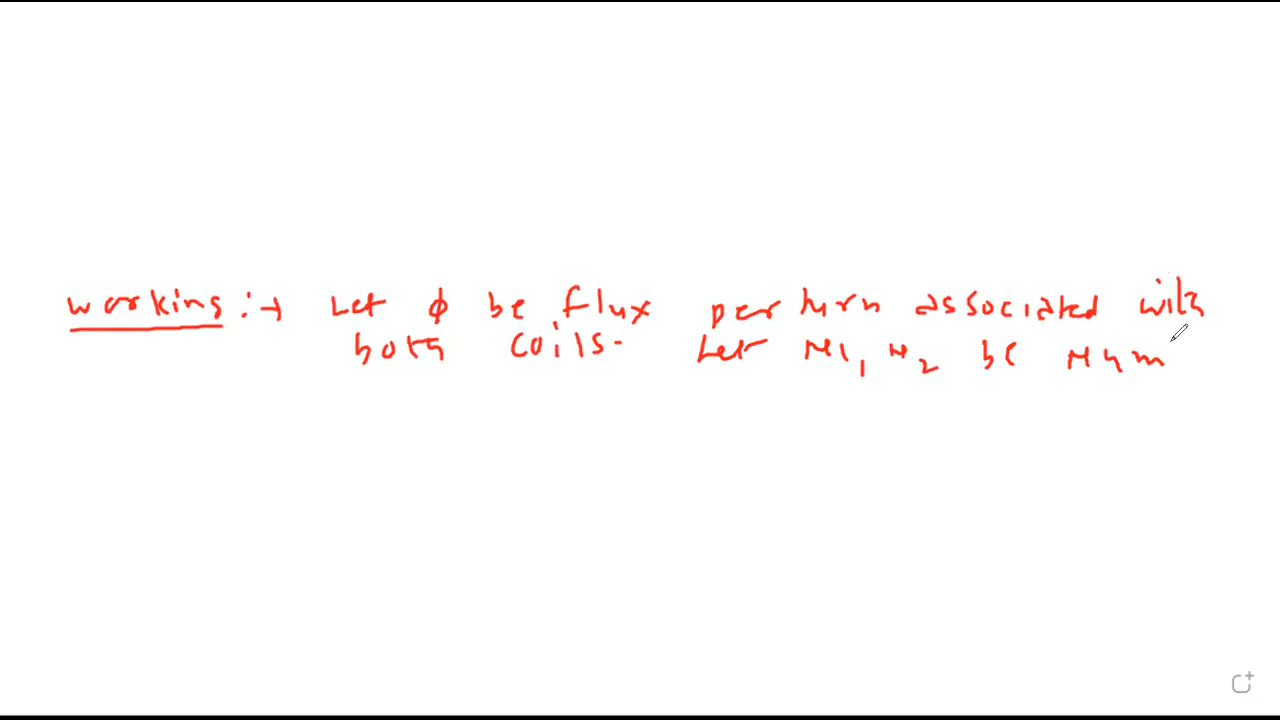 working :→ Let ϕ be flux per turn associated with
both coils. Let N1, N2 be Num